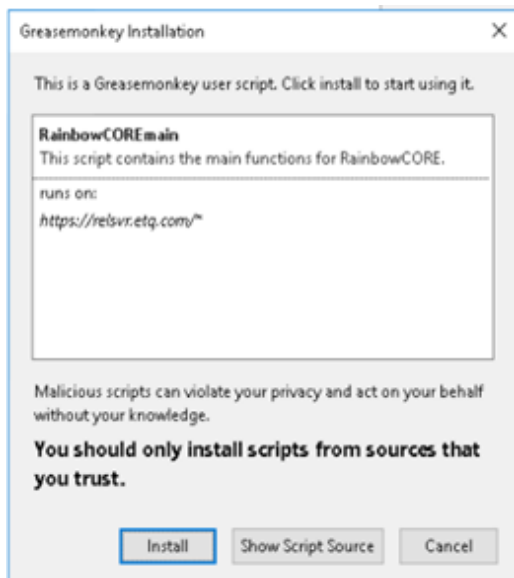 Greasemonkey Installation
This is a Greasemonkey user script. Click install to start using it.
RainbowCOREmain
This script contains the main functions for RainbowCORE.
runs on:
https://relsvr.etq.com/*
Malicious scripts can violate your privacy and act on your behalf
without your knowledge.
You should only install scripts from sources that
you trust.
Install
Show Script Source
Cancel